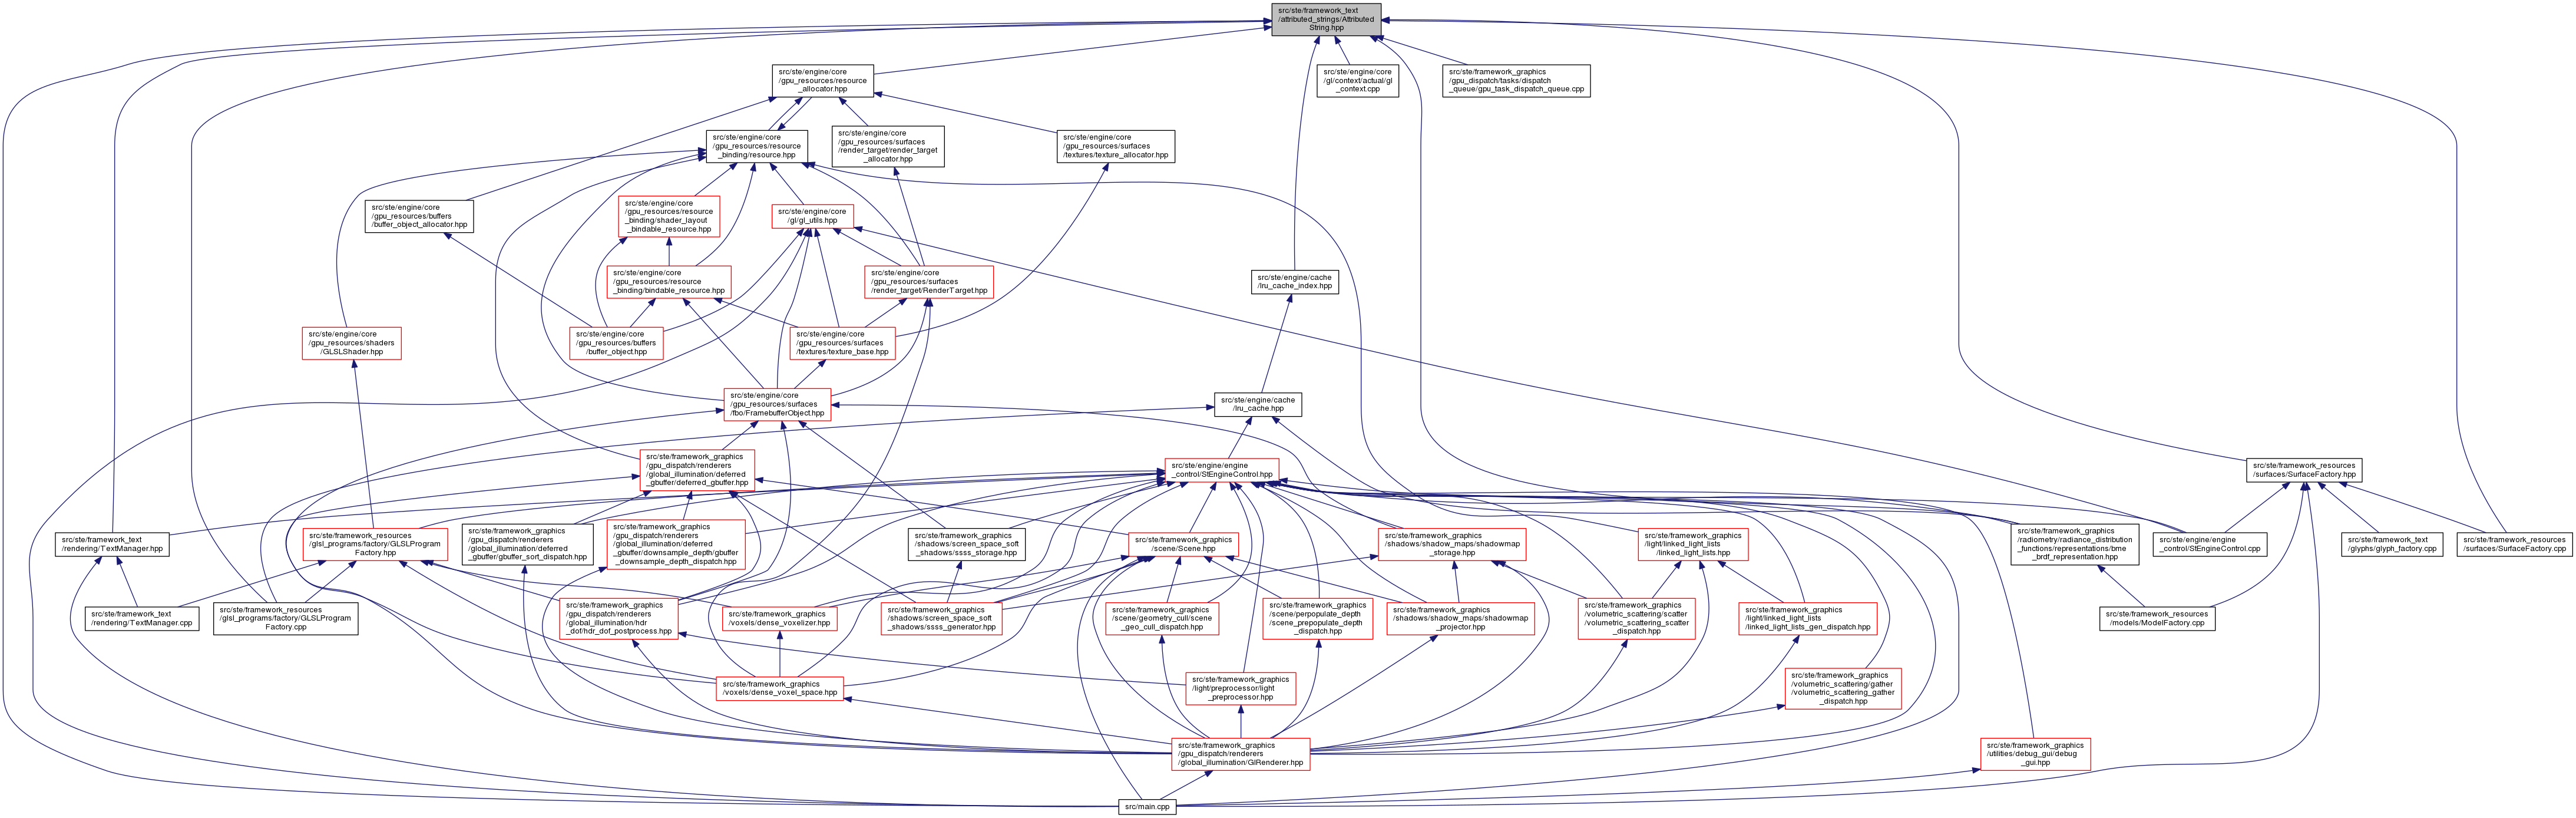 src/ste/framework_text
/attributed_strings/Attributed
String.hpp
src/ste/engine/core
/gpu_resources/resource
_allocator.hpp
src/ste/engine/core
/gl/context/actual/gl
_context.cpp
src/ste/framework_graphics
/gpu_dispatch/tasks/dispatch
_queue/gpu_task_dispatch_queue.cpp
src/ste/engine/core
/gpu_resources/resource
_binding/resource.hpp
src/ste/engine/core
/gpu_resources/surfaces
/render_target/render_target
_allocator.hpp
src/ste/engine/core
/gpu_resources/surfaces
/textures/texture_allocator.hpp
src/ste/engine/core
/gpu_resources/buffers
/buffer_object_allocator.hpp
src/ste/engine/core
/gpu_resources/resource
_binding/shader_layout
_bindable_resource.hpp
src/ste/engine/core
/gl/gl_utils.hpp
src/ste/engine/core
/gpu_resources/resource
_binding/bindable_resource.hpp
src/ste/engine/core
/gpu_resources/surfaces
/render_target/RenderTarget.hpp
src/ste/engine/cache
/lru_cache_index.hpp
src/ste/engine/core
/gpu_resources/shaders
/GLSLShader.hpp
src/ste/engine/core
/gpu_resources/buffers
/buffer_object.hpp
src/ste/engine/core
/gpu_resources/surfaces
/textures/texture_base.hpp
src/ste/engine/core
/gpu_resources/surfaces
/fbo/FramebufferObject.hpp
src/ste/engine/cache
/lru_cache.hpp
src/ste/framework_graphics
/gpu_dispatch/renderers
/global_illumination/deferred
_gbuffer/deferred_gbuffer.hpp
src/ste/engine/engine
_control/StEngineControl.hpp
src/ste/framework_resources
/surfaces/SurfaceFactory.hpp
src/ste/framework_text
/rendering/TextManager.hpp
src/ste/framework_resources
/glsl_programs/factory/GLSLProgram
Factory.hpp
src/ste/framework_graphics
/gpu_dispatch/renderers
/global_illumination/deferred
_gbuffer/gbuffer_sort_dispatch.hpp
src/ste/framework_graphics
/gpu_dispatch/renderers
/global_illumination/deferred
_gbuffer/downsample_depth/gbuffer
_downsample_depth_dispatch.hpp
src/ste/framework_graphics
/shadows/screen_space_soft
_shadows/ssss_storage.hpp
src/ste/framework_graphics
/scene/Scene.hpp
src/ste/framework_graphics
/shadows/shadow_maps/shadowmap
_storage.hpp
src/ste/framework_graphics
/light/linked_light_lists
/linked_light_lists.hpp
src/ste/framework_graphics
/radiometry/radiance_distribution
_functions/representations/bme
_brdf_representation.hpp
src/ste/engine/engine
_control/StEngineControl.cpp
src/ste/framework_text
/glyphs/glyph_factory.cpp
src/ste/framework_resources
/surfaces/SurfaceFactory.cpp
src/ste/framework_text
/rendering/TextManager.cpp
src/ste/framework_resources
/glsl_programs/factory/GLSLProgram
Factory.cpp
src/ste/framework_graphics
/gpu_dispatch/renderers
/global_illumination/hdr
_dof/hdr_dof_postprocess.hpp
src/ste/framework_graphics
/voxels/dense_voxelizer.hpp
src/ste/framework_graphics
/shadows/screen_space_soft
_shadows/ssss_generator.hpp
src/ste/framework_graphics
/scene/geometry_cull/scene
_geo_cull_dispatch.hpp
src/ste/framework_graphics
/scene/perpopulate_depth
/scene_prepopulate_depth
_dispatch.hpp
src/ste/framework_graphics
/shadows/shadow_maps/shadowmap
_projector.hpp
src/ste/framework_graphics
/volumetric_scattering/scatter
/volumetric_scattering_scatter
_dispatch.hpp
src/ste/framework_graphics
/light/linked_light_lists
/linked_light_lists_gen_dispatch.hpp
src/ste/framework_resources
/models/ModelFactory.cpp
src/ste/framework_graphics
/voxels/dense_voxel_space.hpp
src/ste/framework_graphics
/light/preprocessor/light
_preprocessor.hpp
src/ste/framework_graphics
/volumetric_scattering/gather
/volumetric_scattering_gather
_dispatch.hpp
src/ste/framework_graphics
/gpu_dispatch/renderers
/global_illumination/GIRenderer.hpp
src/ste/framework_graphics
/utilities/debug_gui/debug
_gui.hpp
src/main.cpp